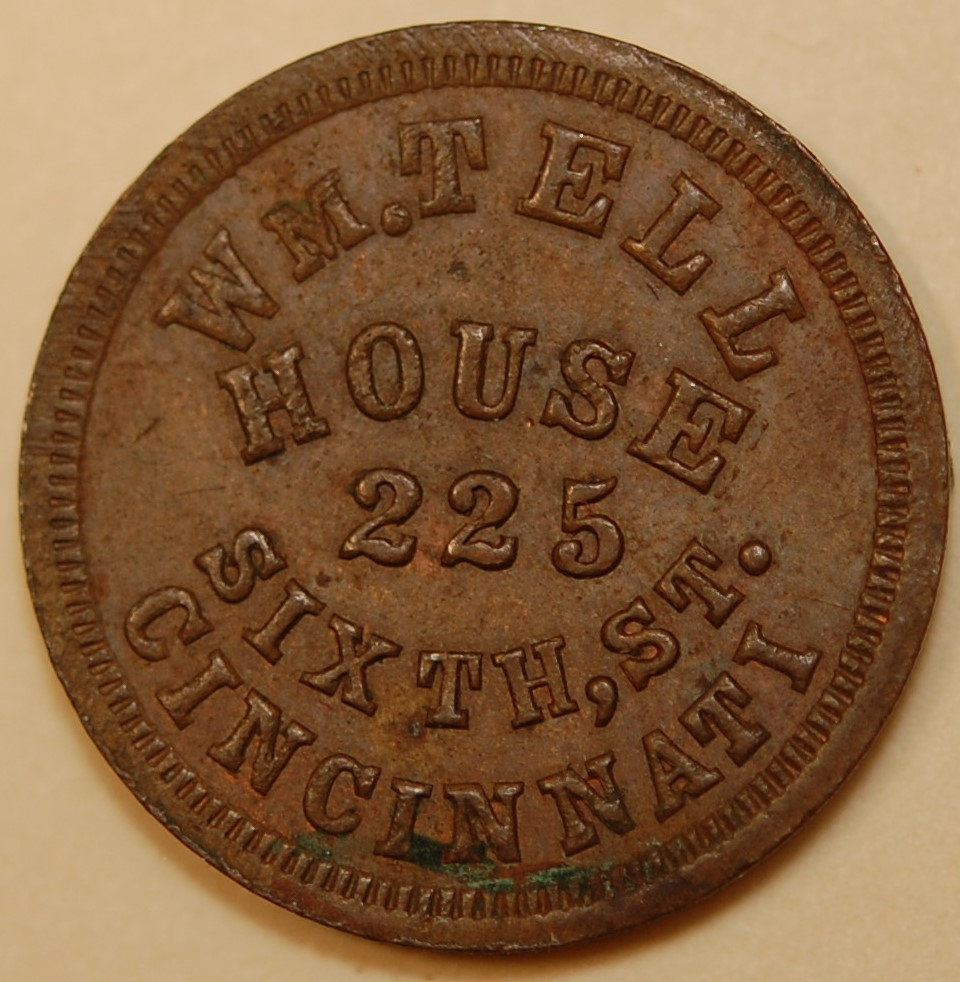 WM. TELL
HOUSE
225
SIXTH, ST.
CINCINNATI